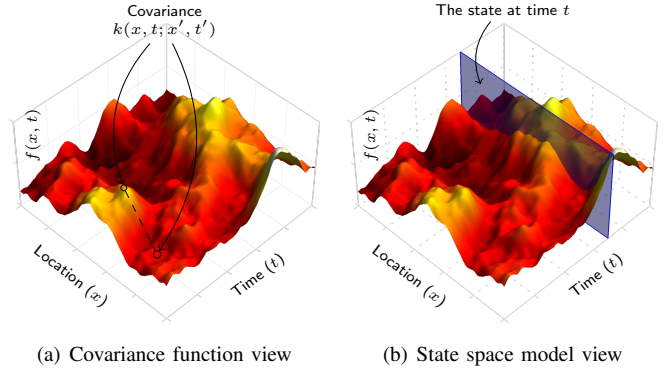 Covariance
k(x, t; x′, t′)
f(x, t)
Location (x)
Time (t)
(a) Covariance function view
The state at time t
f(x, t)
Location (x)
Time (t)
(b) State space model view